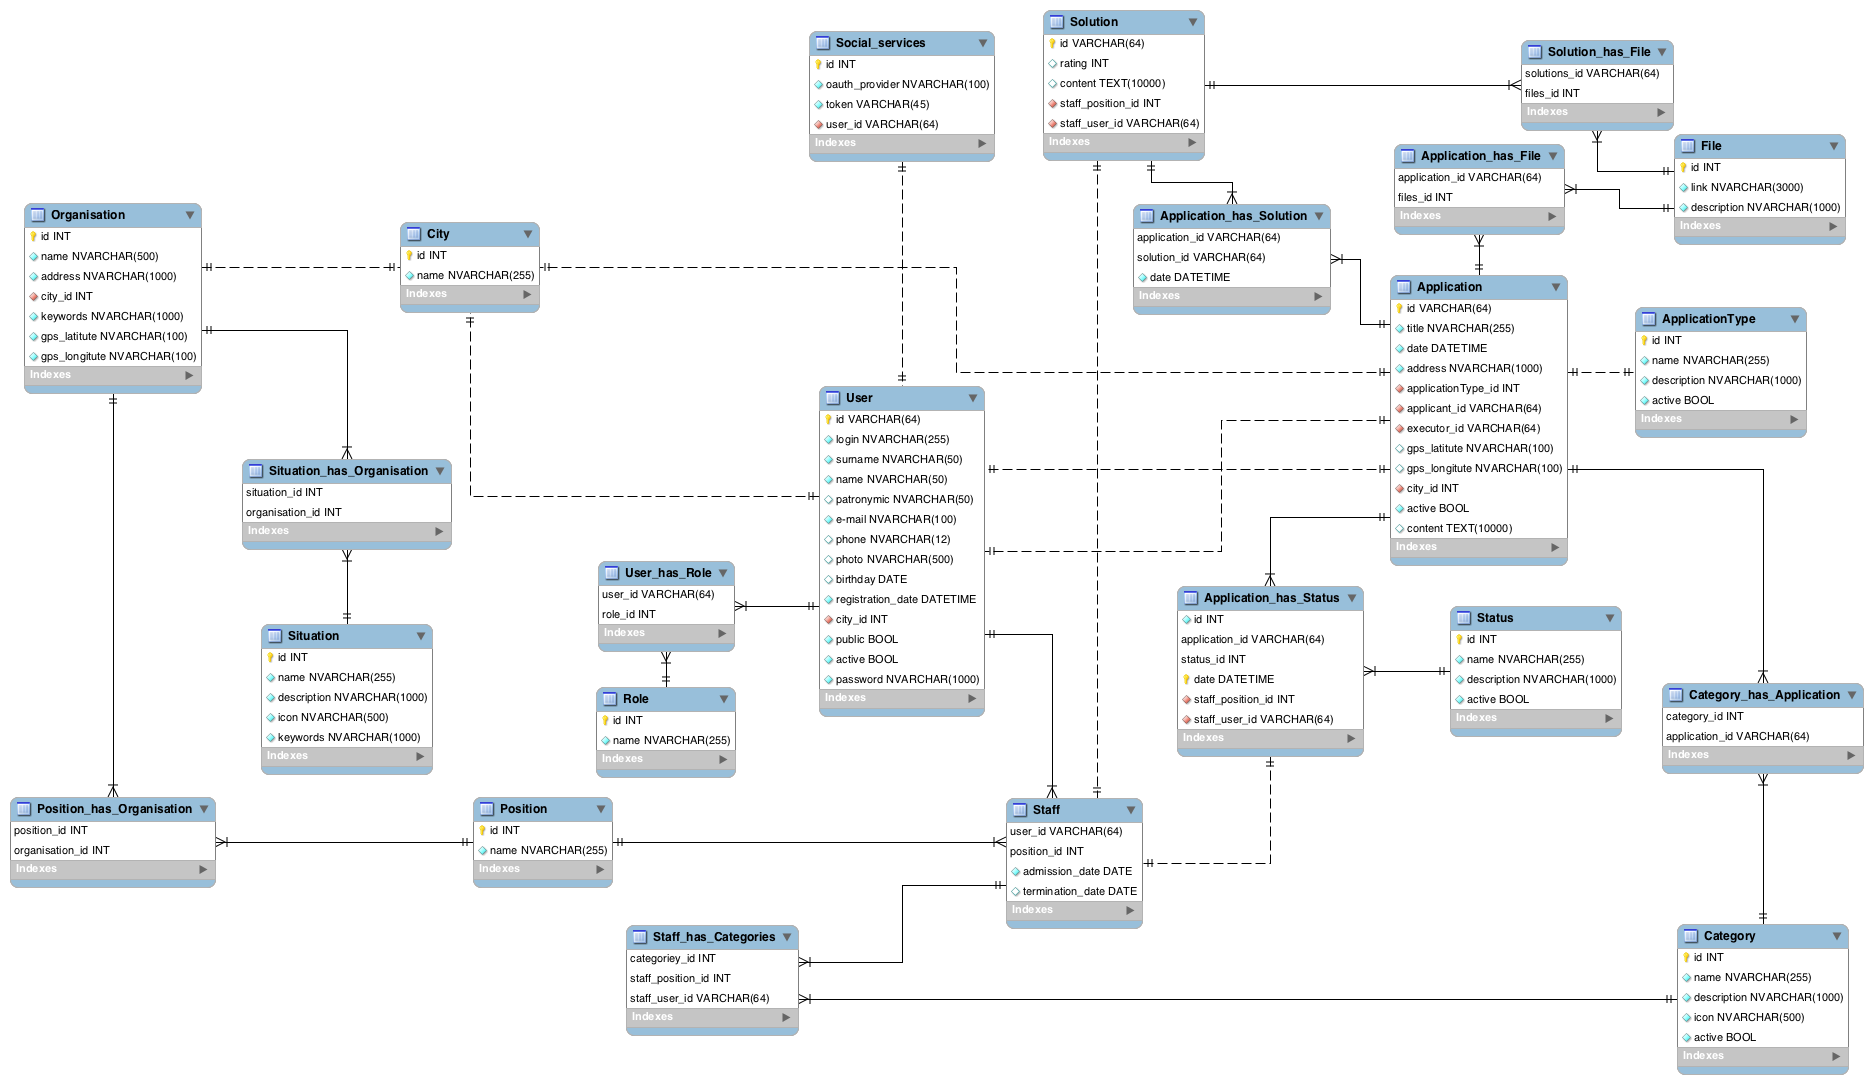 Social_services
id INT
oauth_provider NVARCHAR(100)
token VARCHAR(45)
user_id VARCHAR(64)
Indexes
Solution
id VARCHAR(64)
rating INT
content TEXT(10000)
staff_position_id INT
staff_user_id VARCHAR(64)
Indexes
Solution_has_File
solutions_id VARCHAR(64)
files_id INT
Indexes
File
id INT
link NVARCHAR(3000)
description NVARCHAR(1000)
Indexes
Application_has_File
application_id VARCHAR(64)
files_id INT
Indexes
Organisation
id INT
name NVARCHAR(500)
address NVARCHAR(1000)
city_id INT
keywords NVARCHAR(1000)
gps_latitute NVARCHAR(100)
gps_longitute NVARCHAR(100)
Indexes
City
id INT
name NVARCHAR(255)
Indexes
Application_has_Solution
application_id VARCHAR(64)
solution_id VARCHAR(64)
date DATETIME
Indexes
Application
id VARCHAR(64)
title NVARCHAR(255)
date DATETIME
address NVARCHAR(1000)
applicationType_id INT
applicant_id VARCHAR(64)
executor_id VARCHAR(64)
gps_latitute NVARCHAR(100)
gps_longitute NVARCHAR(100)
city_id INT
active BOOL
content TEXT(10000)
Indexes
ApplicationType
id INT
name NVARCHAR(255)
description NVARCHAR(1000)
active BOOL
Indexes
User
id VARCHAR(64)
login NVARCHAR(255)
surname NVARCHAR(50)
name NVARCHAR(50)
patronymic NVARCHAR(50)
e-mail NVARCHAR(100)
phone NVARCHAR(12)
photo NVARCHAR(500)
birthday DATE
registration_date DATETIME
city_id INT
public BOOL
active BOOL
password NVARCHAR(1000)
Indexes
Situation_has_Organisation
situation_id INT
organisation_id INT
Indexes
User_has_Role
user_id VARCHAR(64)
role_id INT
Indexes
Application_has_Status
id INT
application_id VARCHAR(64)
status_id INT
date DATETIME
staff_position_id INT
staff_user_id VARCHAR(64)
Indexes
Status
id INT
name NVARCHAR(255)
description NVARCHAR(1000)
active BOOL
Indexes
Situation
id INT
name NVARCHAR(255)
description NVARCHAR(1000)
icon NVARCHAR(500)
keywords NVARCHAR(1000)
Indexes
Role
id INT
name NVARCHAR(255)
Indexes
Category_has_Application
category_id INT
application_id VARCHAR(64)
Indexes
Position_has_Organisation
position_id INT
organisation_id INT
Indexes
Position
id INT
name NVARCHAR(255)
Indexes
Staff
user_id VARCHAR(64)
position_id INT
admission_date DATE
termination_date DATE
Indexes
Staff_has_Categories
categoriey_id INT
staff_position_id INT
staff_user_id VARCHAR(64)
Indexes
Category
id INT
name NVARCHAR(255)
description NVARCHAR(1000)
icon NVARCHAR(500)
active BOOL
Indexes